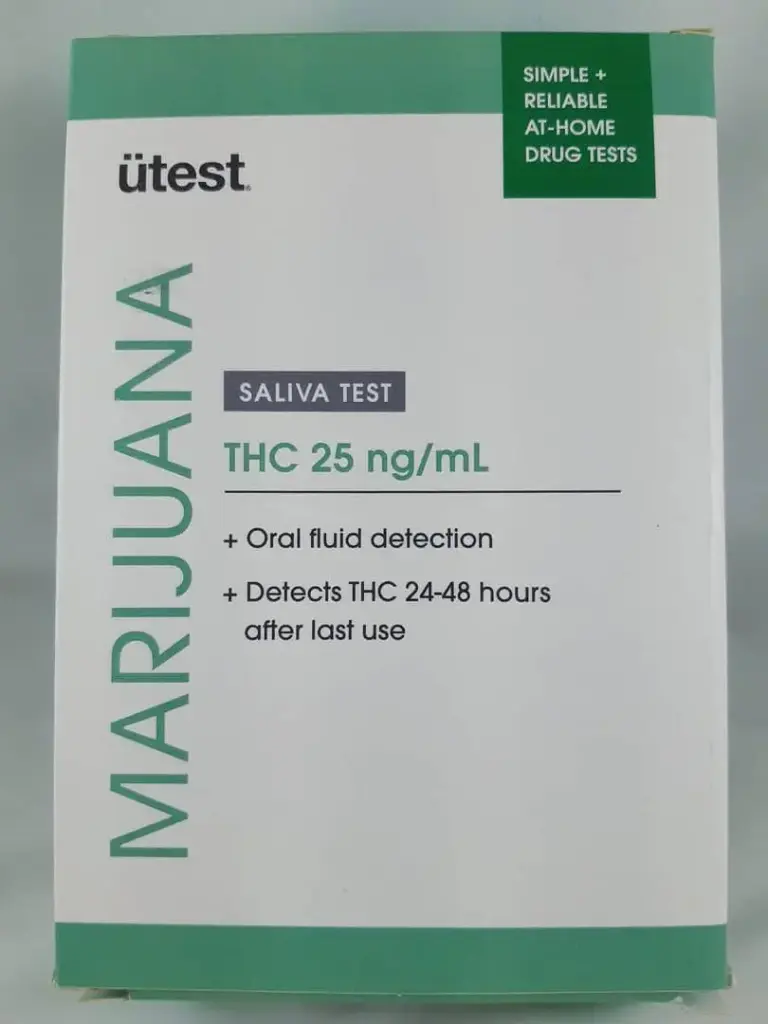 SIMPLE +
RELIABLE
AT-HOME
DRUG TESTS
ütest®
MARIJUANA
SALIVA TEST
THC 25 ng/mL
+ Oral fluid detection
+ Detects THC 24-48 hours
after last use